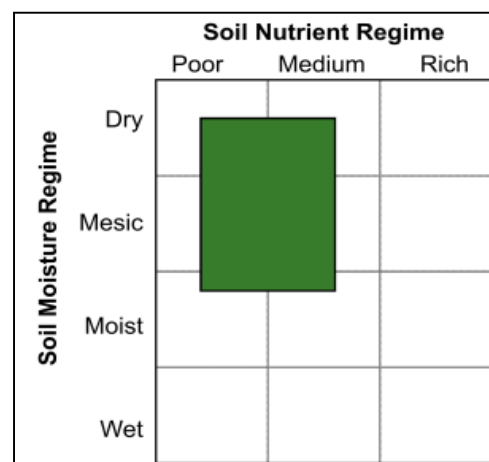 Soil Nutrient Regime
Poor Medium Rich
Soil Moisture Regime
Dry
Mesic
Moist
Wet